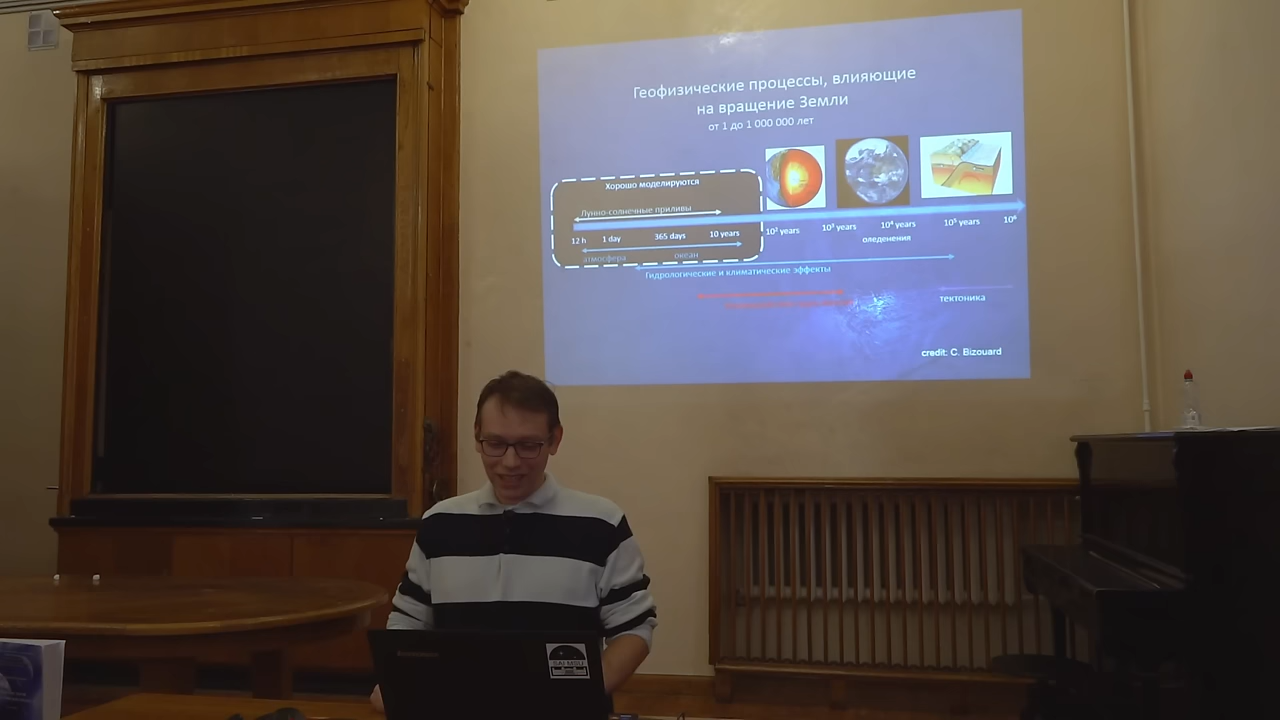 Геофизические процессы, влияющие
на вращение Земли
от 1 до 1 000 000 лет
Хорошо моделируются
Лунно-солнечные приливы
12 h 1 day 365 days 10 years 10² years 10³ years 10⁴ years 10⁵ years 10⁶
оледенения
атмосфера океан
Гидрологические и климатические эффекты
тектоника
credit: C. Bizouard
SAI MSU